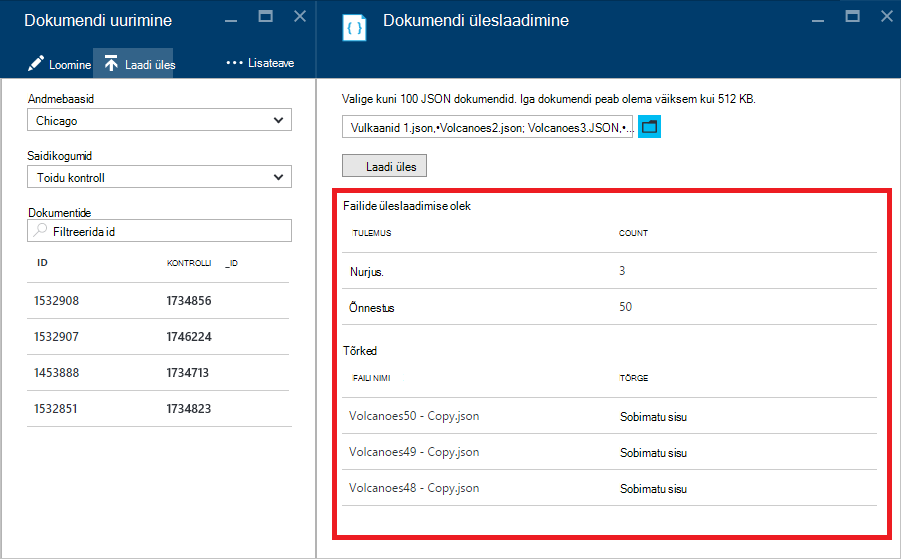 Dokumendi uurimine
Loomine Laadi üles ••• Lisateave
Andmebaasid
Chicago
Saidikogumid
Toidu kontroll
Dokumentide
Filtreerida id
ID KONTROLLI _ID
1532908 1734856
1532907 1746224
1453888 1734713
1532851 1734823
Dokumendi üleslaadimine
Valige kuni 100 JSON dokumendid. Iga dokumendi peab olema väiksem kui 512 KB.
Vulkaanid 1.json,•Volcanoes2.json; Volcanoes3.JSON,•...
Laadi üles
Failide üleslaadimise olek
TULEMUS COUNT
Nurjus. 3
Õnnestus 50
Tõrked
FAILI NIMI TÕRGE
Volcanoes50 - Copy.json Sobimatu sisu
Volcanoes49 - Copy.json Sobimatu sisu
Volcanoes48 - Copy.json Sobimatu sisu